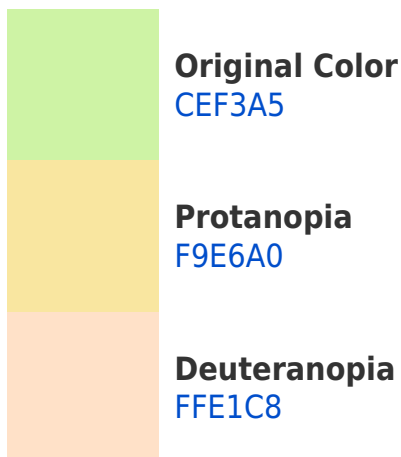 Original Color
CEF3A5
Protanopia
F9E6A0
Deuteranopia
FFE1C8